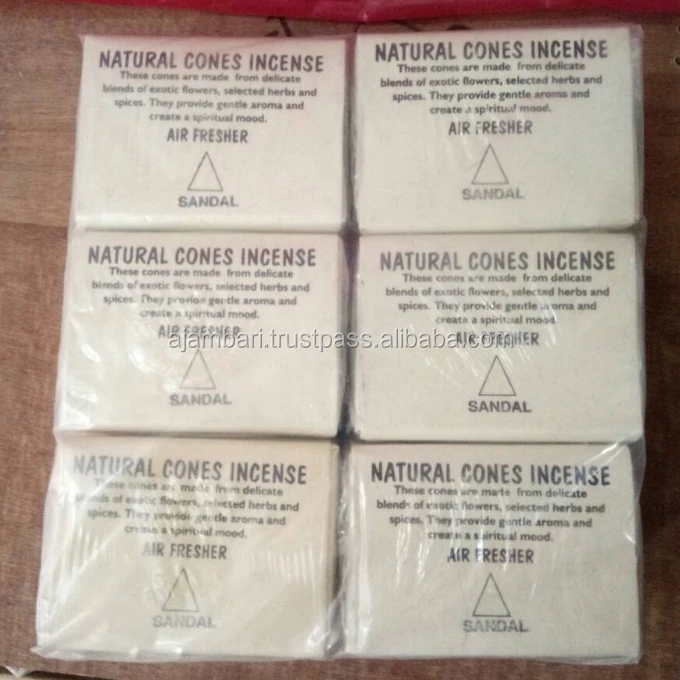 NATURAL CONES INCENSE
These cones are made from delicate
blends of exotic flowers, selected herbs and
spices. They provide gentle aroma and
create a spiritual mood.
AIR FRESHER
SANDAL
NATURAL CONES INCENSE
These cones are made from delicate
blends of exotic flowers, selected herbs and
spices. They provide gentle aroma and
create a spiritual mood.
AIR FRESHER
SANDAL
NATURAL CONES INCENSE
These cones are made from delicate
blends of exotic flowers, selected herbs and
spices. They provide gentle aroma and
create a spiritual mood.
AIR FRESHER
SANDAL
NATURAL CONES INCENSE
These cones are made from delicate
blends of exotic flowers, selected herbs and
spices. They provide gentle aroma and
create a spiritual mood.
AIR FRESHER
SANDAL
ajambari.trustpass.alibaba.com
NATURAL CONES INCENSE
These cones are made from delicate
blends of exotic flowers, selected herbs and
spices. They provide gentle aroma and
create a spiritual mood.
AIR FRESHER
SANDAL
NATURAL CONES INCENSE
These cones are made from delicate
blends of exotic flowers, selected herbs and
spices. They provide gentle aroma and
create a spiritual mood.
AIR FRESHER
SANDAL